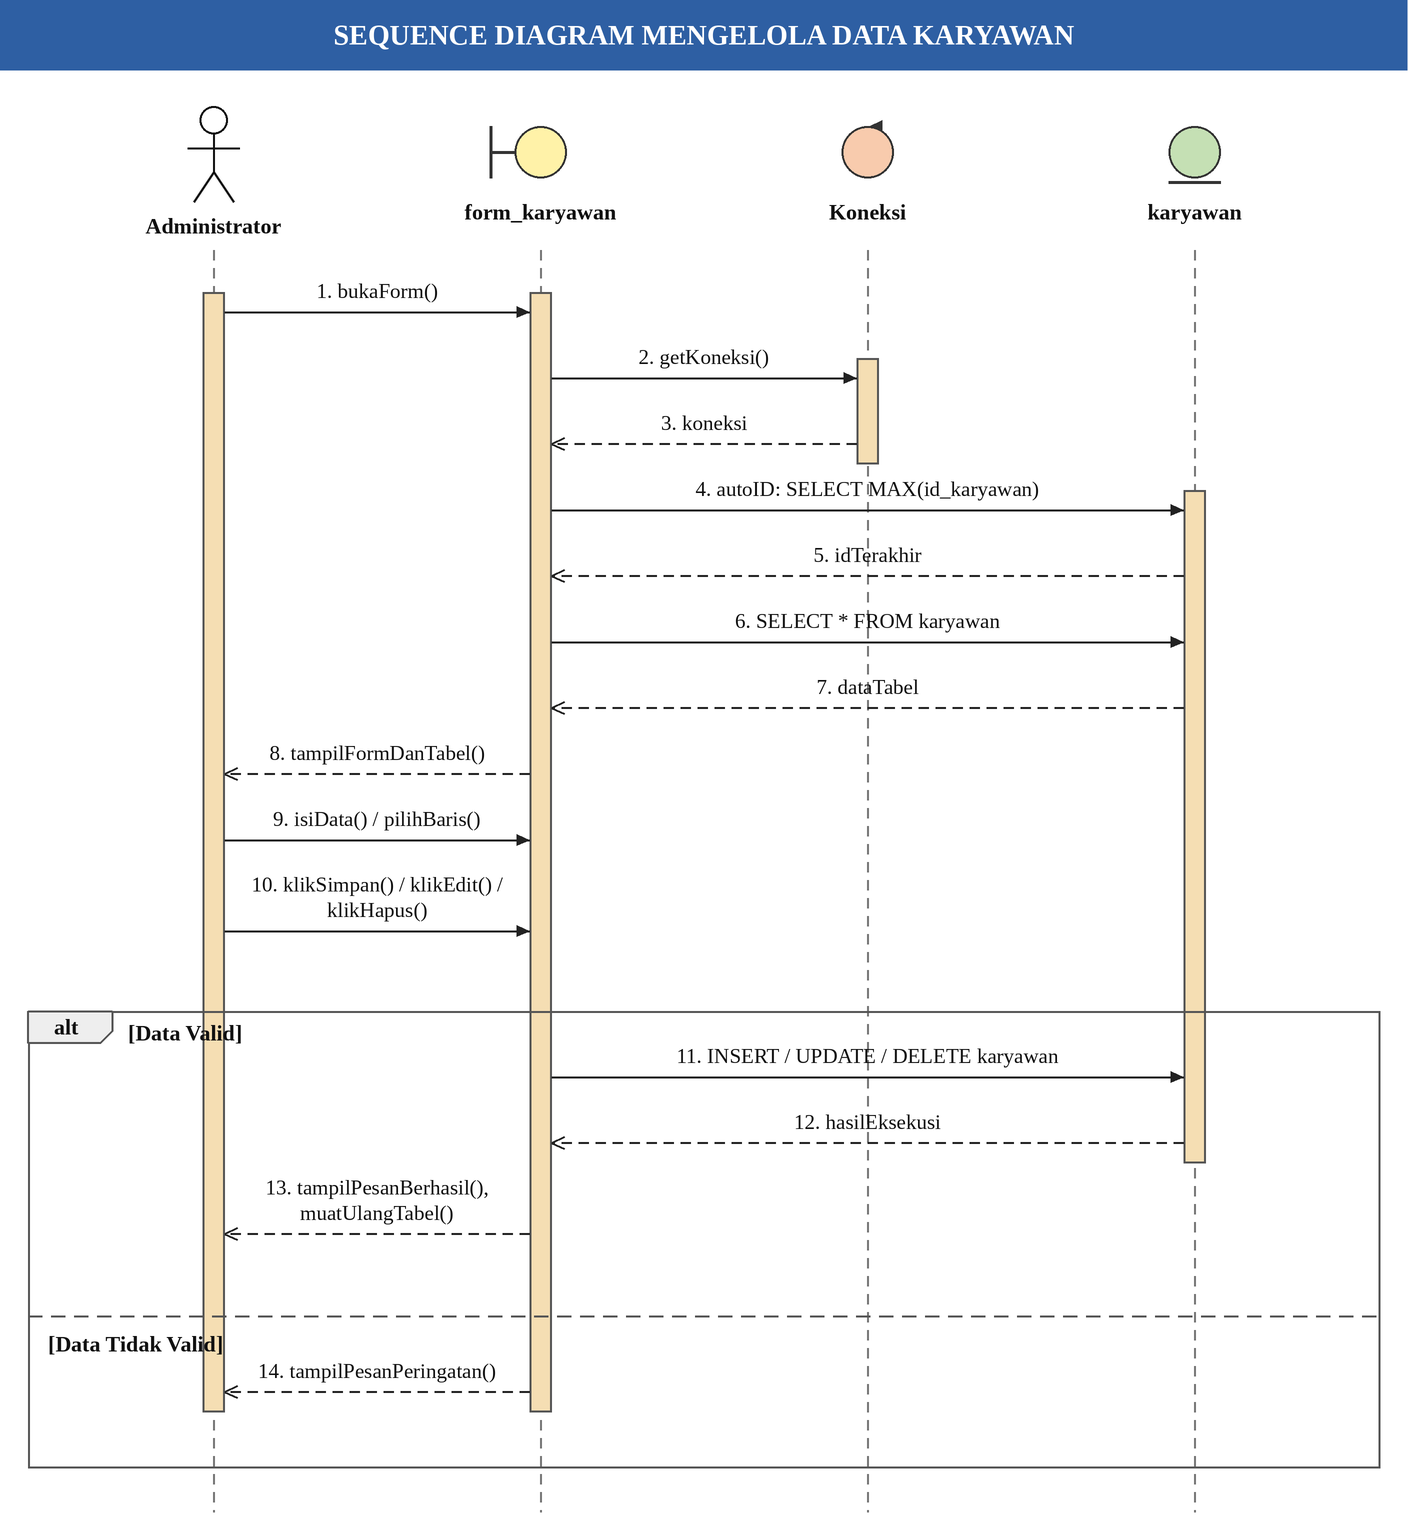 SEQUENCE DIAGRAM MENGELOLA DATA KARYAWAN
Administrator
form_karyawan
Koneksi
karyawan
1. bukaForm()
2. getKoneksi()
3. koneksi
4. autoID: SELECT MAX(id_karyawan)
5. idTerakhir
6. SELECT * FROM karyawan
7. dataTabel
8. tampilFormDanTabel()
9. isiData() / pilihBaris()
10. klikSimpan() / klikEdit() /
klikHapus()
alt
[Data Valid]
11. INSERT / UPDATE / DELETE karyawan
12. hasilEksekusi
13. tampilPesanBerhasil(),
muatUlangTabel()
[Data Tidak Valid]
14. tampilPesanPeringatan()